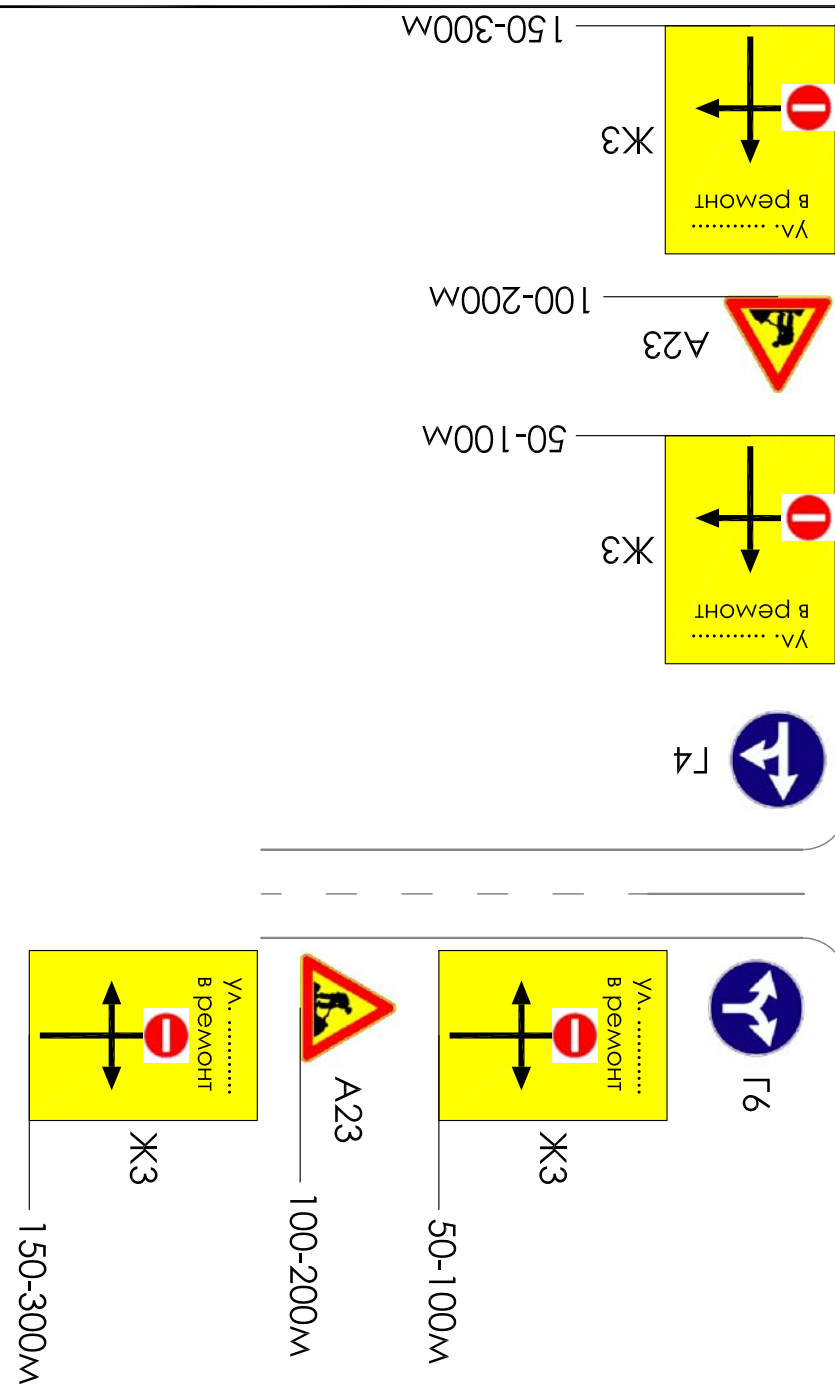 150-300м
Ж3
ул. ...........
в ремонт
100-200м
А23
50-100м
Ж3
ул. ...........
в ремонт
Г4
ул. ...........
в ремонт
Ж3
150-300м
А23
100-200м
ул. ...........
в ремонт
Ж3
50-100м
Г6